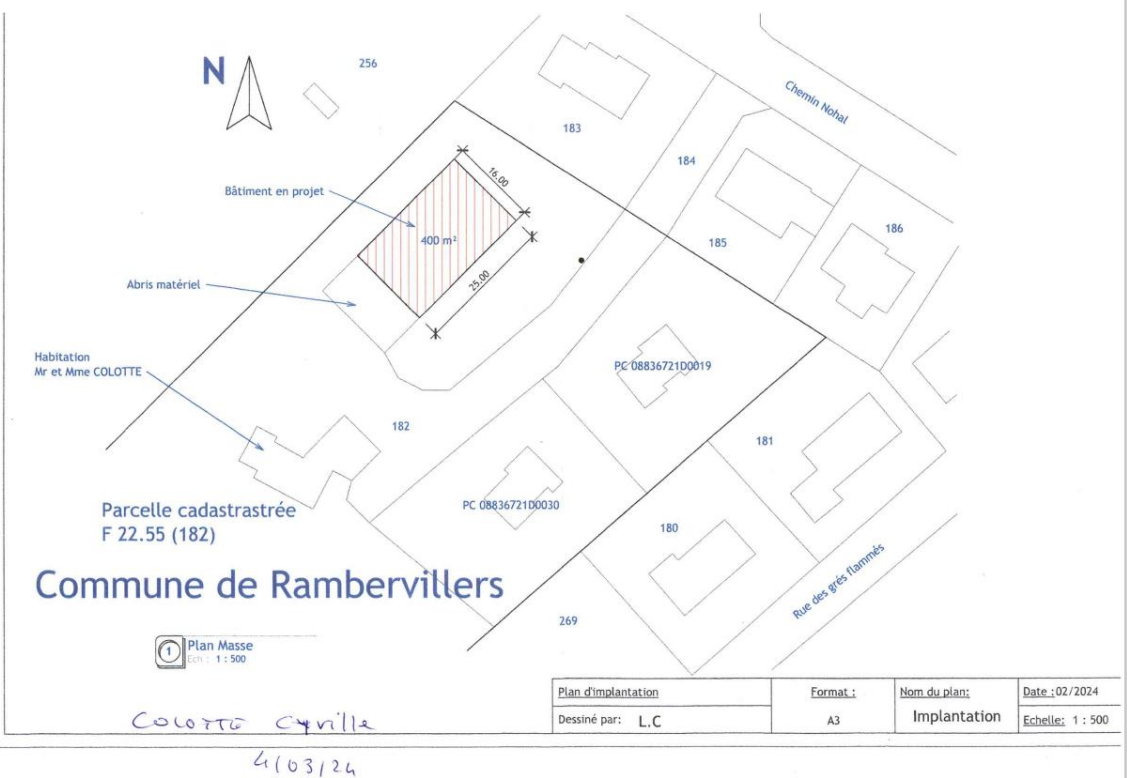 N
256
Chemin Nohal
183
184
Bâtiment en projet
16.00
186
400 m²
185
25.00
Abris matériel
Habitation
Mr et Mme COLOTTE
PC 08836721D0019
182
181
Parcelle cadastrastrée
F 22.55 (182)
PC 08836721D0030
180
Commune de Rambervillers
Rue des grés flammés
269
1
Plan Masse
Ech : 1 : 500
Plan d'implantation
Format :
Nom du plan:
Date : 02/2024
Dessiné par: L.C
A3
Implantation
Echelle: 1 : 500
COLOTTE Cyrille
4/03/24